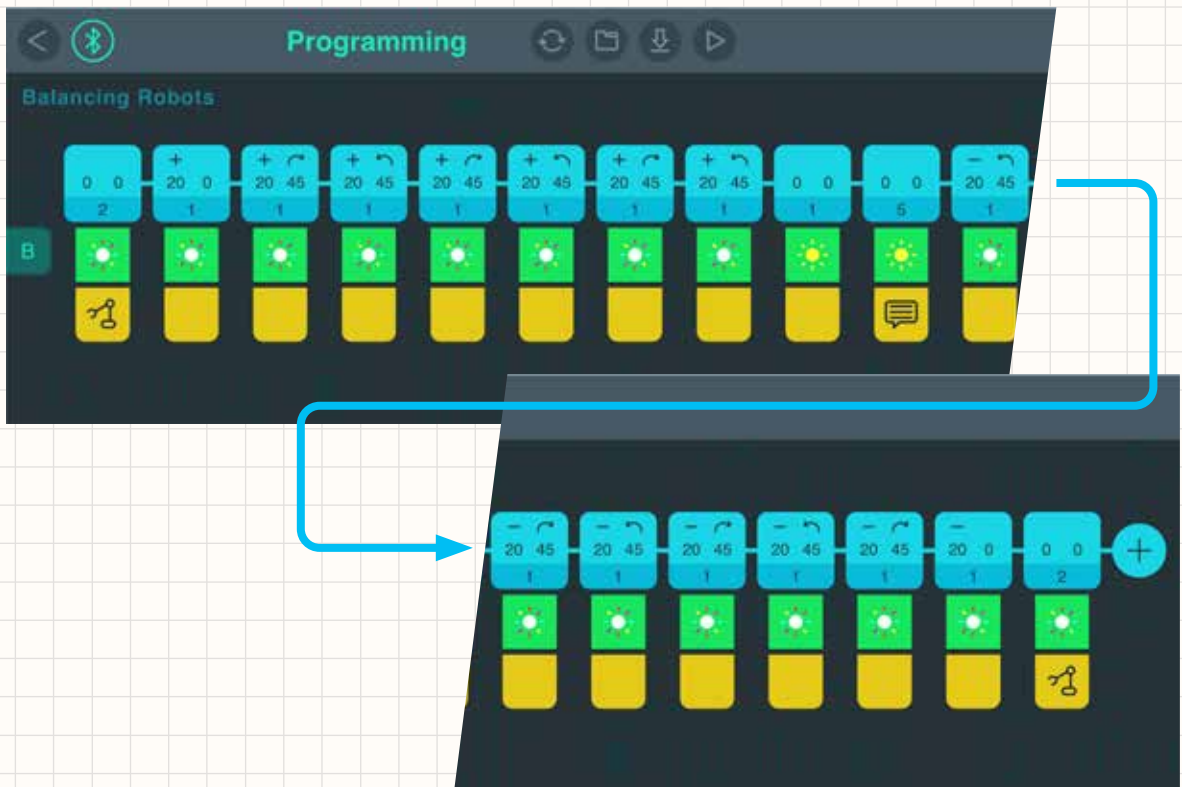 Programming
Balancing Robots
+ + + + + + + −
0 0 20 0 20 45 20 45 20 45 20 45 20 45 20 45 0 0 0 0 20 45
2 1 1 1 1 1 1 1 1 5 1
B
− − − − − −
20 45 20 45 20 45 20 45 20 45 20 0 0 0 +
1 1 1 1 1 1 2